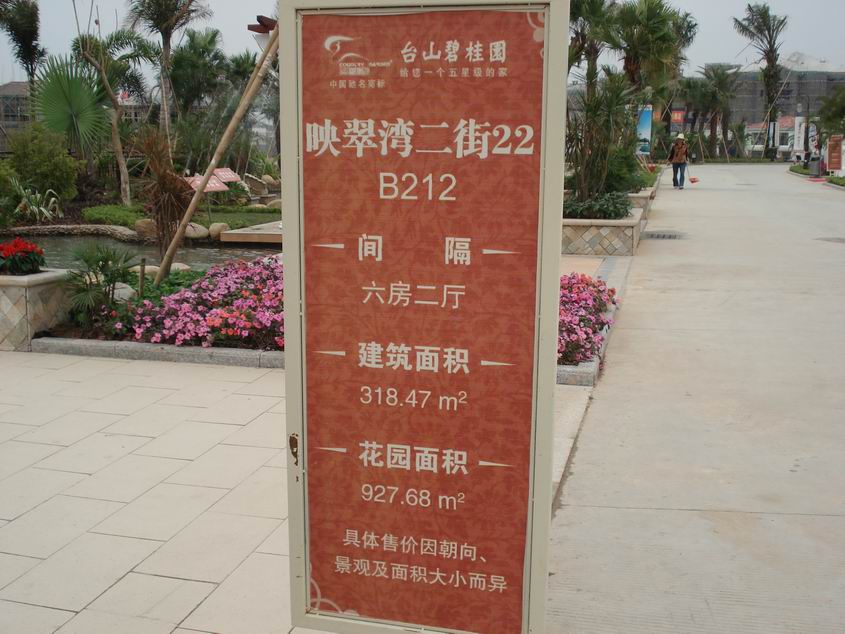 台山碧桂園
给您一个五星级的家
COUNTRY GARDEN
中国驰名商标
映翠湾二街22
B212
间 隔
六房二厅
建筑面积
318.47 m²
花园面积
927.68 m²
具体售价因朝向、
景观及面积大小而异